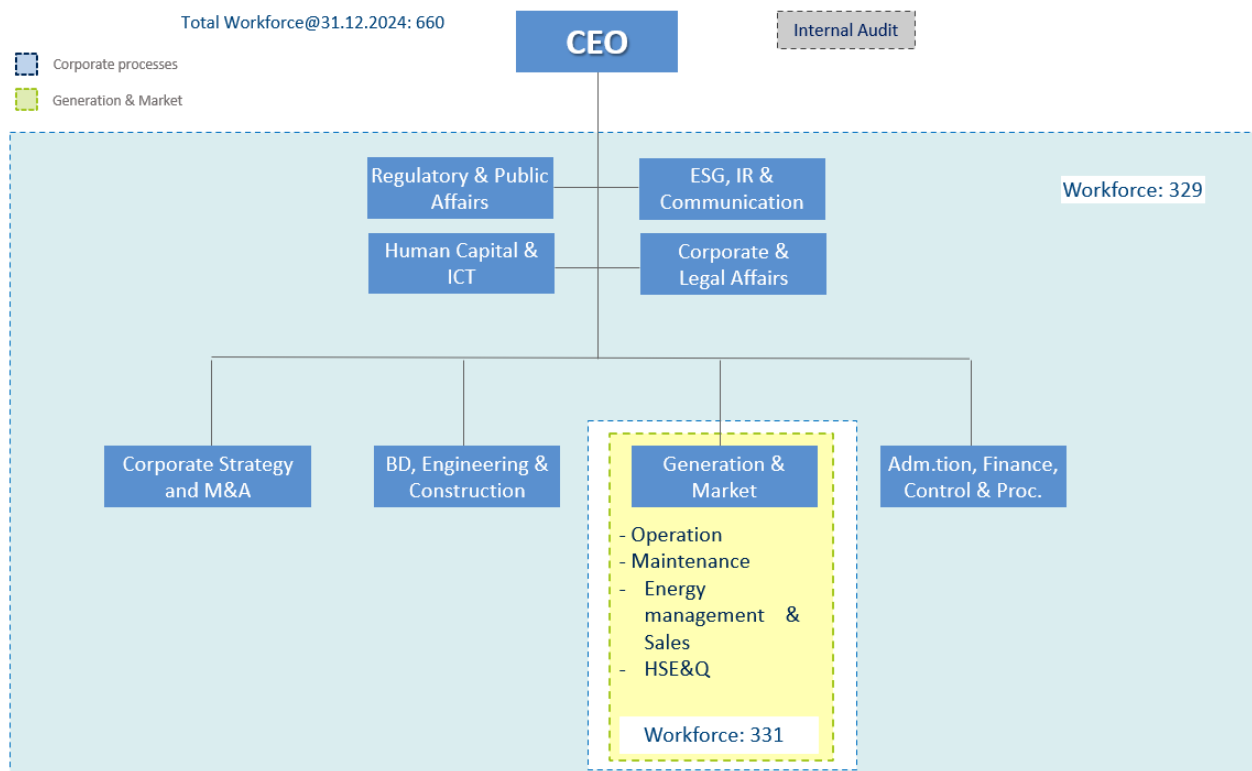 Total Workforce@31.12.2024: 660
CEO
Internal Audit
Corporate processes
Generation & Market
Regulatory & Public
Affairs
ESG, IR &
Communication
Workforce: 329
Human Capital &
ICT
Corporate &
Legal Affairs
Corporate Strategy
and M&A
BD, Engineering &
Construction
Generation &
Market
Adm.tion, Finance,
Control & Proc.
- Operation
- Maintenance
- Energy
management &
Sales
- HSE&Q
Workforce: 331